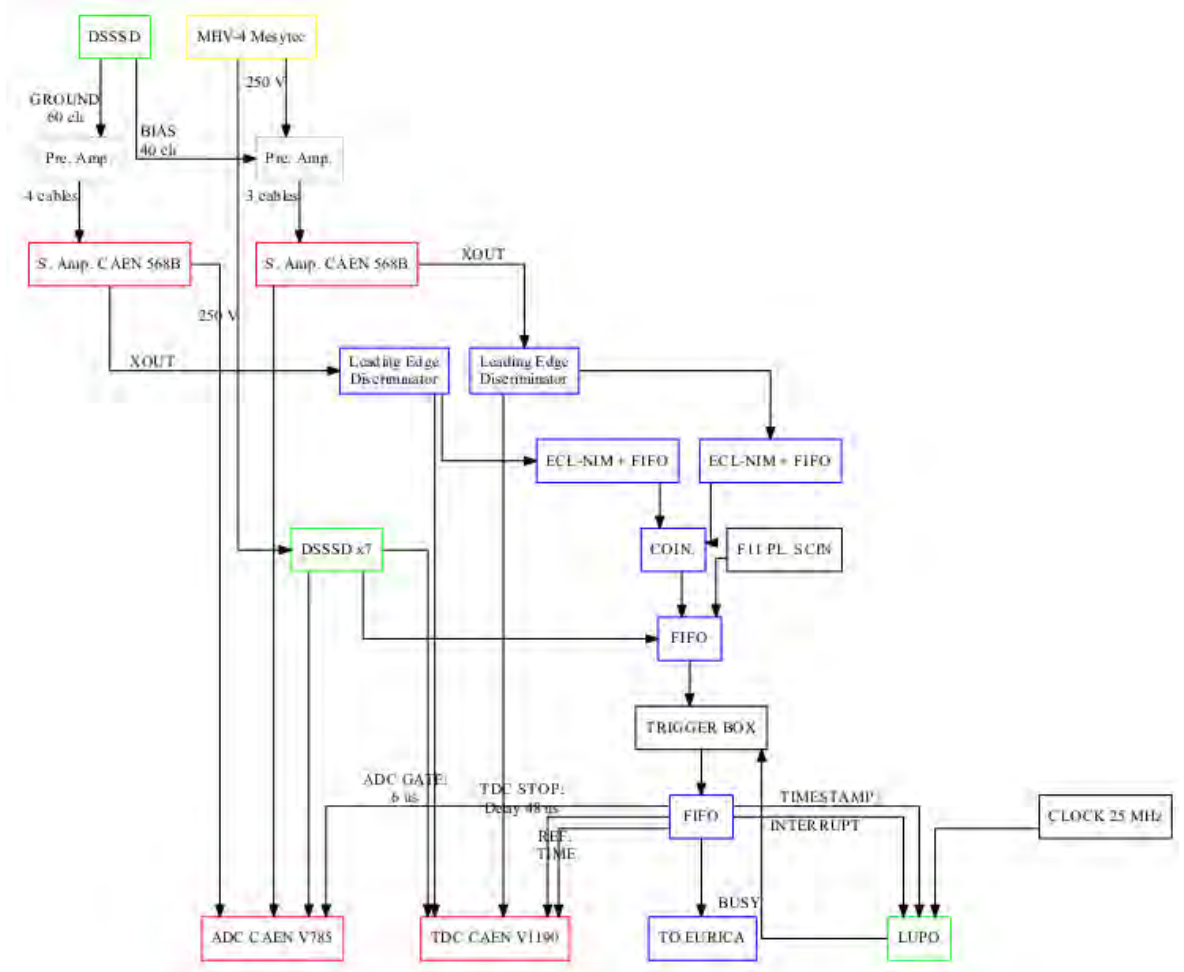 DSSSD
MHV-4 Mesytec
250 V
GROUND
60 ch
BIAS
40 ch
Pre. Amp.
Pre. Amp.
4 cables
3 cables
S. Amp. CAEN 568B
S. Amp. CAEN 568B
XOUT
250 V
XOUT
Leading Edge
Discriminator
Leading Edge
Discriminator
ECL-NIM + FIFO
ECL-NIM + FIFO
DSSSD x7
COIN.
F11 PL. SCIN
FIFO
TRIGGER BOX
ADC GATE:
6 us
TDC STOP:
Delay 48 us
TIMESTAMP
FIFO
INTERRUPT
CLOCK 25 MHz
REF.
TIME
BUSY
ADC CAEN V785
TDC CAEN V1190
TO EURICA
LUPO